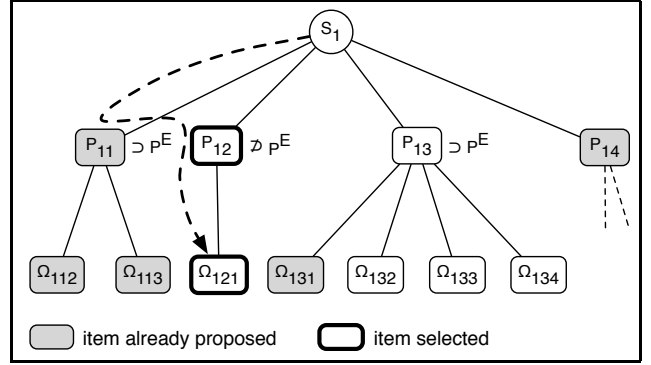 S1
P11 ⊃ PE P12 ⊅ PE P13 ⊃ PE P14
Ω112 Ω113 Ω121 Ω131 Ω132 Ω133 Ω134
item already proposed item selected